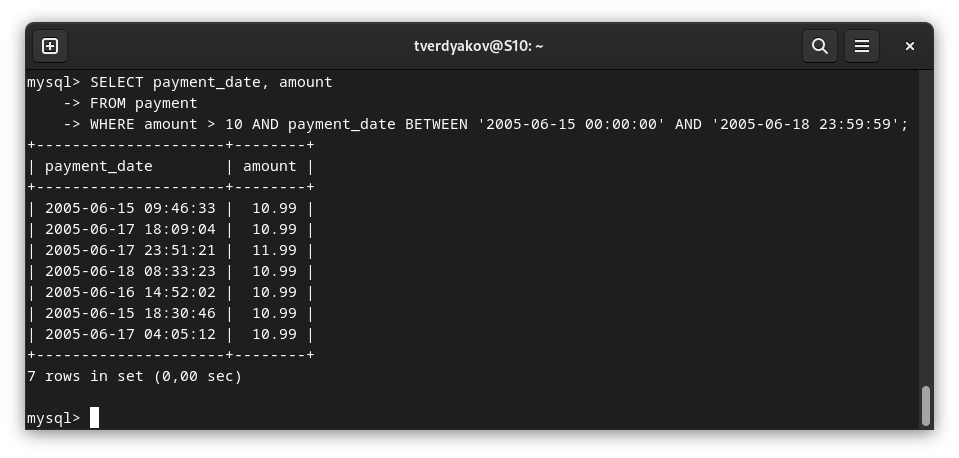 tverdyakov@S10: ~
mysql> SELECT payment_date, amount
    -> FROM payment
    -> WHERE amount > 10 AND payment_date BETWEEN '2005-06-15 00:00:00' AND '2005-06-18 23:59:59';
+---------------------+--------+
| payment_date        | amount |
+---------------------+--------+
| 2005-06-15 09:46:33 |  10.99 |
| 2005-06-17 18:09:04 |  10.99 |
| 2005-06-17 23:51:21 |  11.99 |
| 2005-06-18 08:33:23 |  10.99 |
| 2005-06-16 14:52:02 |  10.99 |
| 2005-06-15 18:30:46 |  10.99 |
| 2005-06-17 04:05:12 |  10.99 |
+---------------------+--------+
7 rows in set (0,00 sec)
mysql>